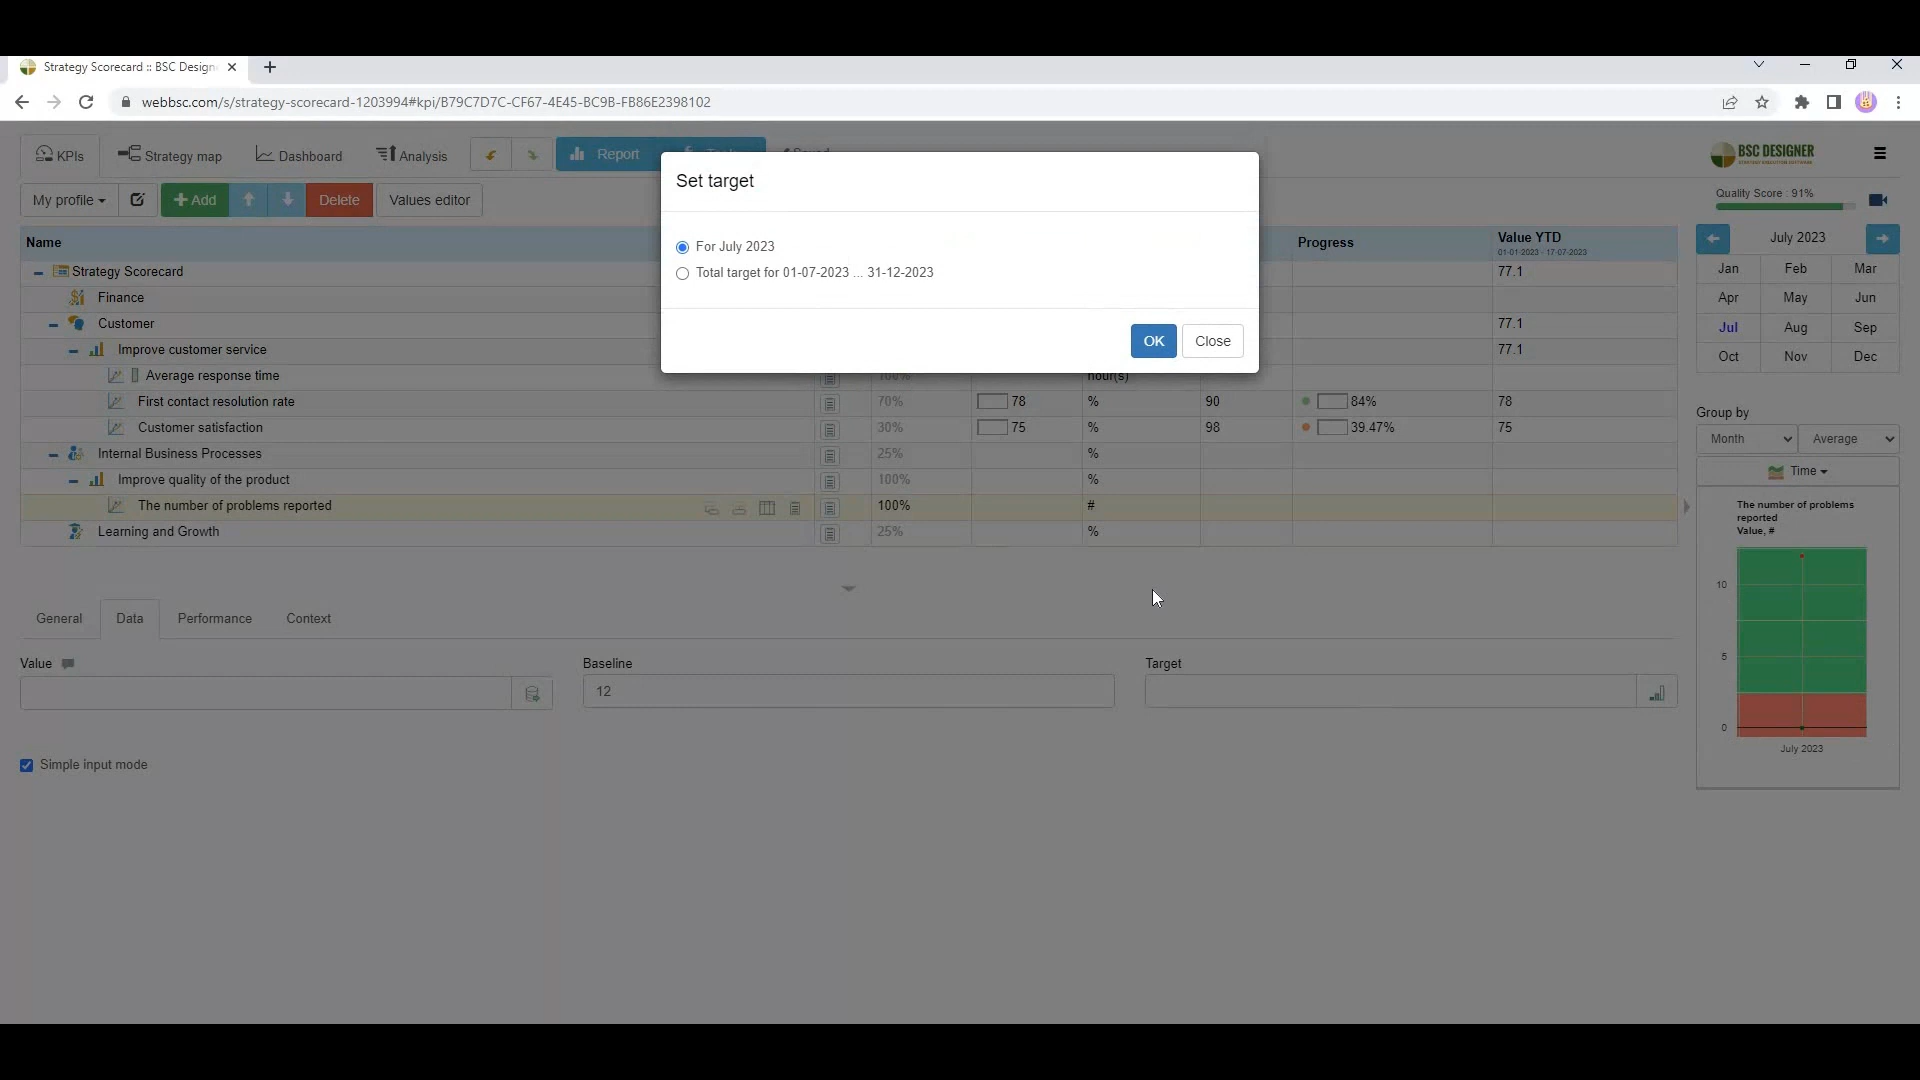 Strategy Scorecard :: BSC Design
webbsc.com/s/strategy-scorecard-1203994#kpi/B79C7D7C-CF67-4E45-BC9B-FB86E2398102
KPIs Strategy map Dashboard Analysis Report
BSC DESIGNER
My profile Add Delete Values editor
Quality Score : 91%
Set target
For July 2023
Total target for 01-07-2023 ... 31-12-2023
OK Close
Name Progress Value YTD
01-01-2023 - 17-07-2023
Strategy Scorecard 77.1
Finance
Customer 77.1
Improve customer service 77.1
Average response time 100% hour(s)
First contact resolution rate 70% 78 % 90 84% 78
Customer satisfaction 30% 75 % 98 39.47% 75
Internal Business Processes 25% %
Improve quality of the product 100% %
The number of problems reported 100% #
Learning and Growth 25% %
July 2023
Jan Feb Mar
Apr May Jun
Jul Aug Sep
Oct Nov Dec
Group by
Month Average
Time
The number of problems
reported
Value, #
10
5
0
July 2023
General Data Performance Context
Value Baseline Target
12
Simple input mode